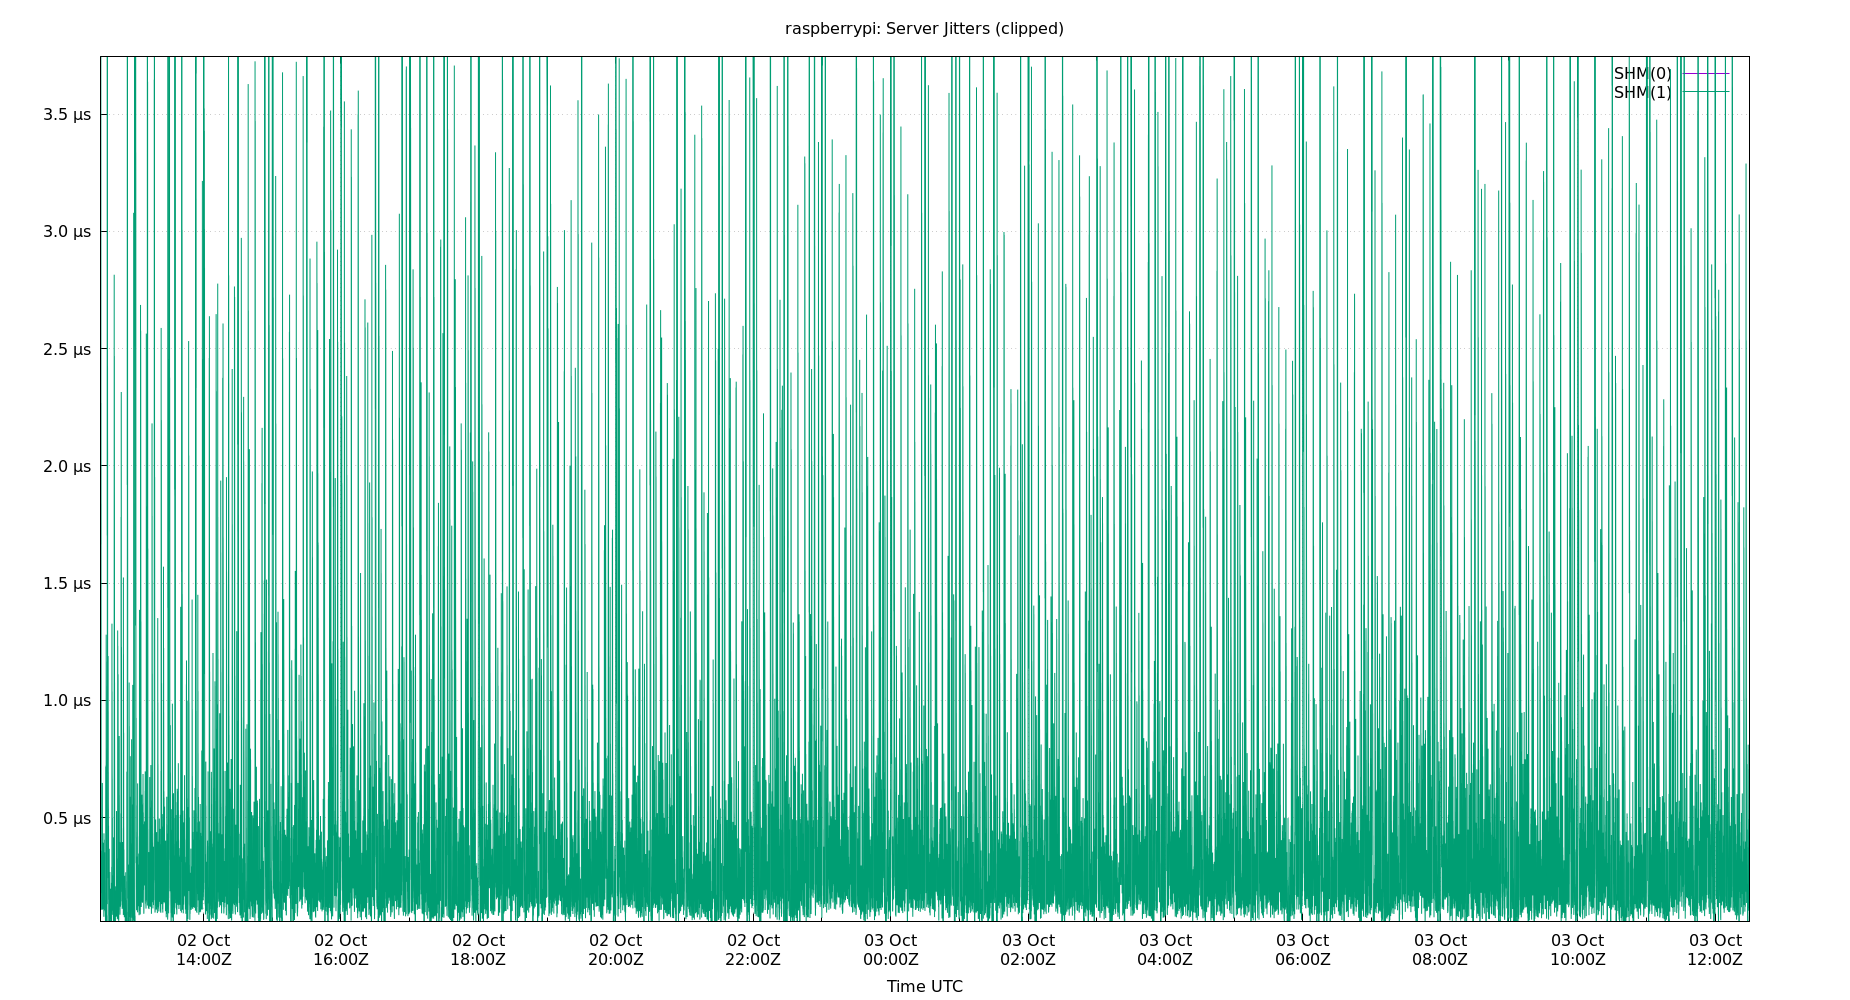 raspberrypi: Server Jitters (clipped)
SHM(0)
SHM(1)
3.5 µs
3.0 µs
2.5 µs
2.0 µs
1.5 µs
1.0 µs
0.5 µs
02 Oct 02 Oct 02 Oct 02 Oct 02 Oct 03 Oct 03 Oct 03 Oct 03 Oct 03 Oct 03 Oct 03 Oct
14:00Z 16:00Z 18:00Z 20:00Z 22:00Z 00:00Z 02:00Z 04:00Z 06:00Z 08:00Z 10:00Z 12:00Z
Time UTC